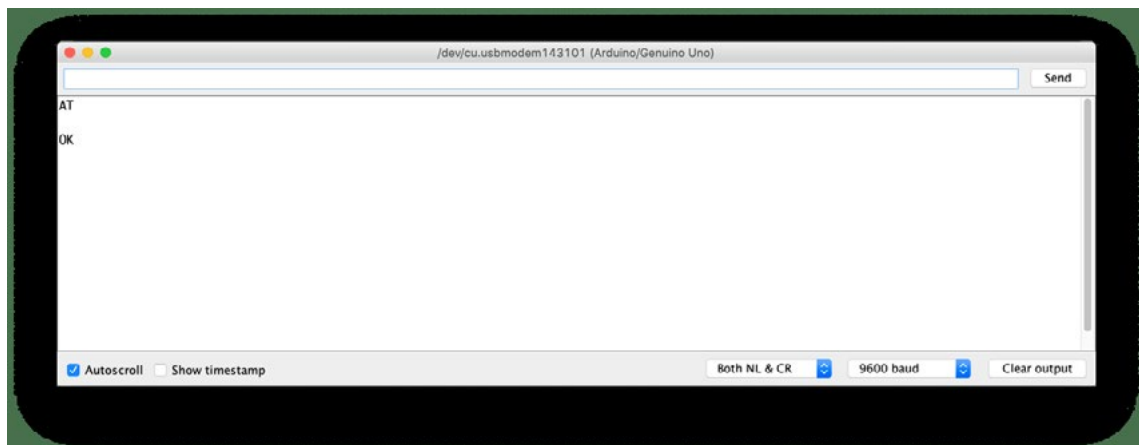 /dev/cu.usbmodem143101 (Arduino/Genuino Uno)
Send
AT
OK
Autoscroll Show timestamp Both NL & CR 9600 baud Clear output